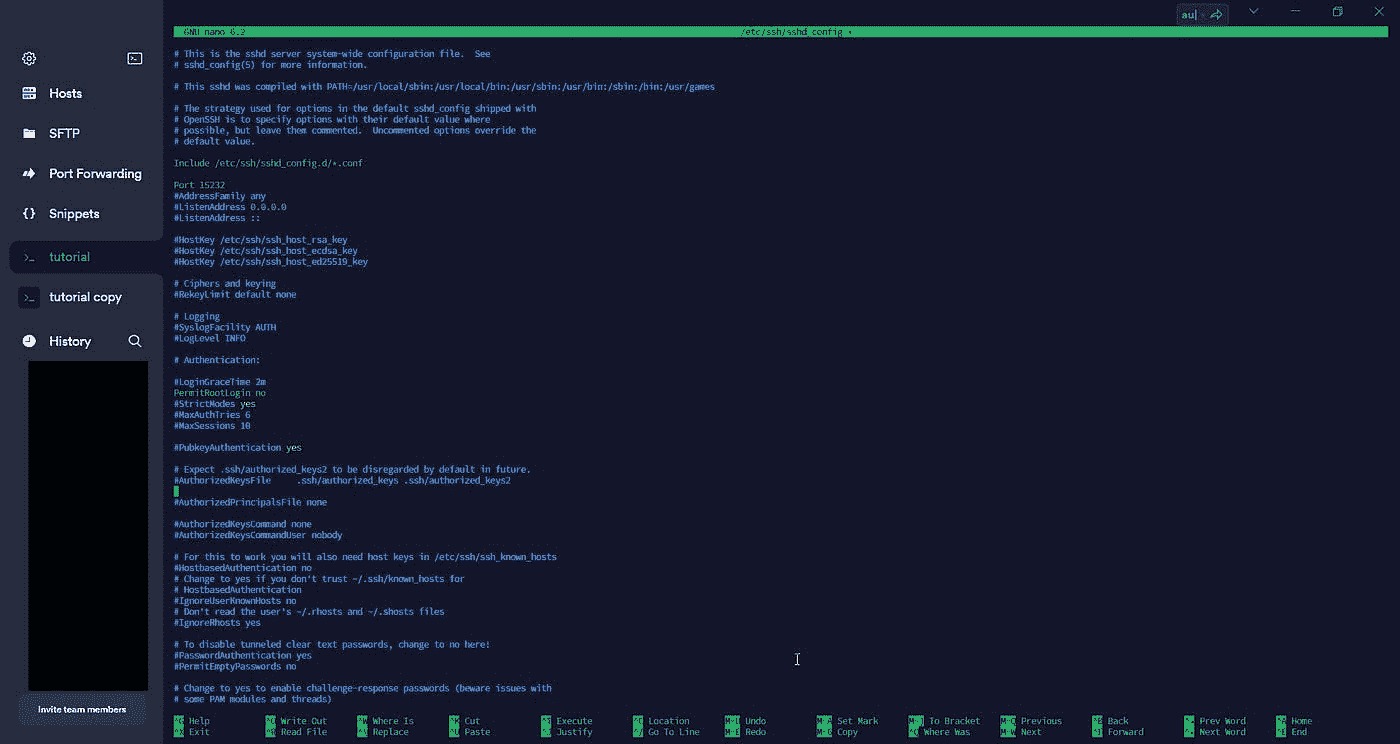 au
GNU nano 6.2
/etc/ssh/sshd_config *
Hosts
SFTP
Port Forwarding
Snippets
tutorial
tutorial copy
History
Invite team members
# This is the sshd server system-wide configuration file.  See
# sshd_config(5) for more information.
# This sshd was compiled with PATH=/usr/local/sbin:/usr/local/bin:/usr/sbin:/usr/bin:/sbin:/bin:/usr/games
# The strategy used for options in the default sshd_config shipped with
# OpenSSH is to specify options with their default value where
# possible, but leave them commented.  Uncommented options override the
# default value.
Include /etc/ssh/sshd_config.d/*.conf
Port 15232
#AddressFamily any
#ListenAddress 0.0.0.0
#ListenAddress ::
#HostKey /etc/ssh/ssh_host_rsa_key
#HostKey /etc/ssh/ssh_host_ecdsa_key
#HostKey /etc/ssh/ssh_host_ed25519_key
# Ciphers and keying
#RekeyLimit default none
# Logging
#SyslogFacility AUTH
#LogLevel INFO
# Authentication:
#LoginGraceTime 2m
PermitRootLogin no
#StrictModes yes
#MaxAuthTries 6
#MaxSessions 10
#PubkeyAuthentication yes
# Expect .ssh/authorized_keys2 to be disregarded by default in future.
#AuthorizedKeysFile     .ssh/authorized_keys .ssh/authorized_keys2
#AuthorizedPrincipalsFile none
#AuthorizedKeysCommand none
#AuthorizedKeysCommandUser nobody
# For this to work you will also need host keys in /etc/ssh/ssh_known_hosts
#HostbasedAuthentication no
# Change to yes if you don't trust ~/.ssh/known_hosts for
# HostbasedAuthentication
#IgnoreUserKnownHosts no
# Don't read the user's ~/.rhosts and ~/.shosts files
#IgnoreRhosts yes
# To disable tunneled clear text passwords, change to no here!
#PasswordAuthentication yes
#PermitEmptyPasswords no
# Change to yes to enable challenge-response passwords (beware issues with
# some PAM modules and threads)
Help Write Out Where Is Cut Execute Location Undo Set Mark To Bracket Previous Back Prev Word Home
Exit Read File Replace Paste Justify Go To Line Redo Copy Where Was Next Forward Next Word End